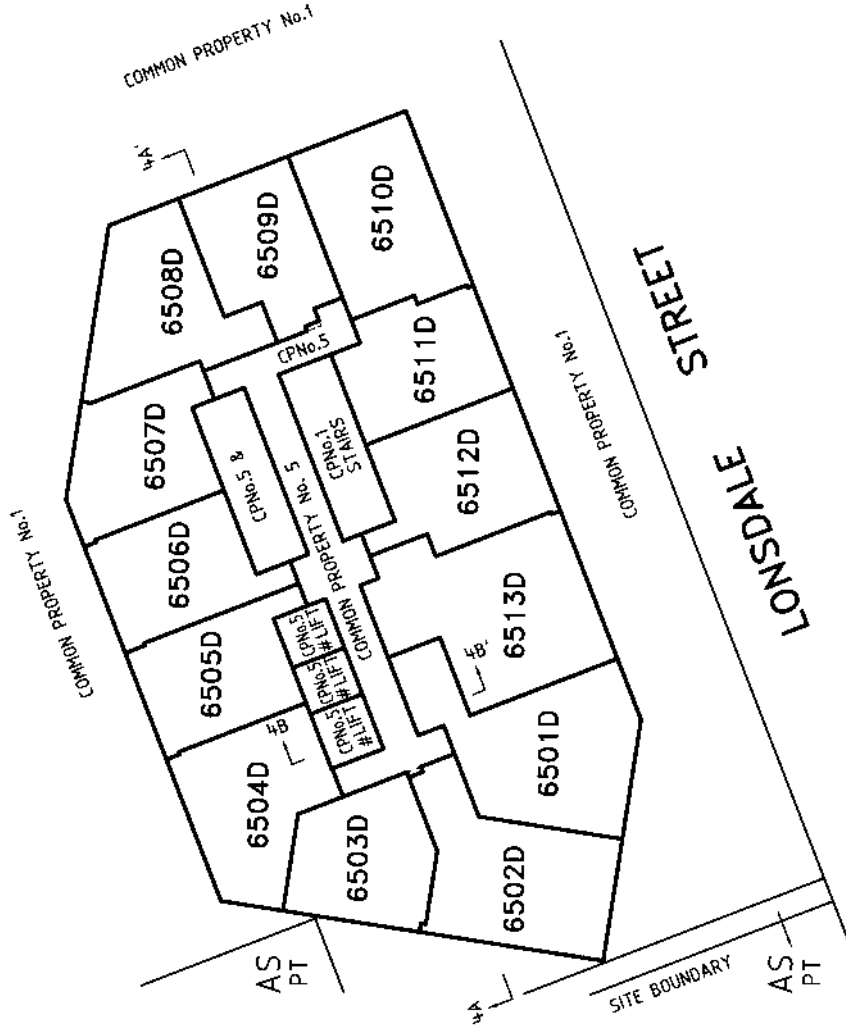 COMMON PROPERTY No.1
4A'
6510D
6509D
6508D
CPNo.5
6511D
STREET
6507D
CPNo.5 &
CPNo.1
STAIRS
COMMON PROPERTY No. 5
6512D
COMMON PROPERTY No.1
COMMON PROPERTY No.1
6506D
CPNo.5
#LIFT
CPNo.5
#LIFT
CPNo.5
#LIFT
6513D
4B'
6505D
LONSDALE
4B
6501D
6504D
6503D
6502D
AS
PT
SITE BOUNDARY
AS
PT
4A